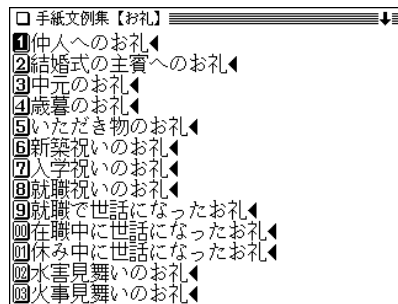 □ 手紙文例集【お礼】
1仲人へのお礼◀
2結婚式の主賓へのお礼◀
3中元のお礼◀
4歳暮のお礼◀
5いただき物のお礼◀
6新築祝いのお礼◀
7入学祝いのお礼◀
8就職祝いのお礼◀
9就職で世話になったお礼◀
00在職中に世話になったお礼◀
01休み中に世話になったお礼◀
02水害見舞いのお礼◀
03火事見舞いのお礼◀